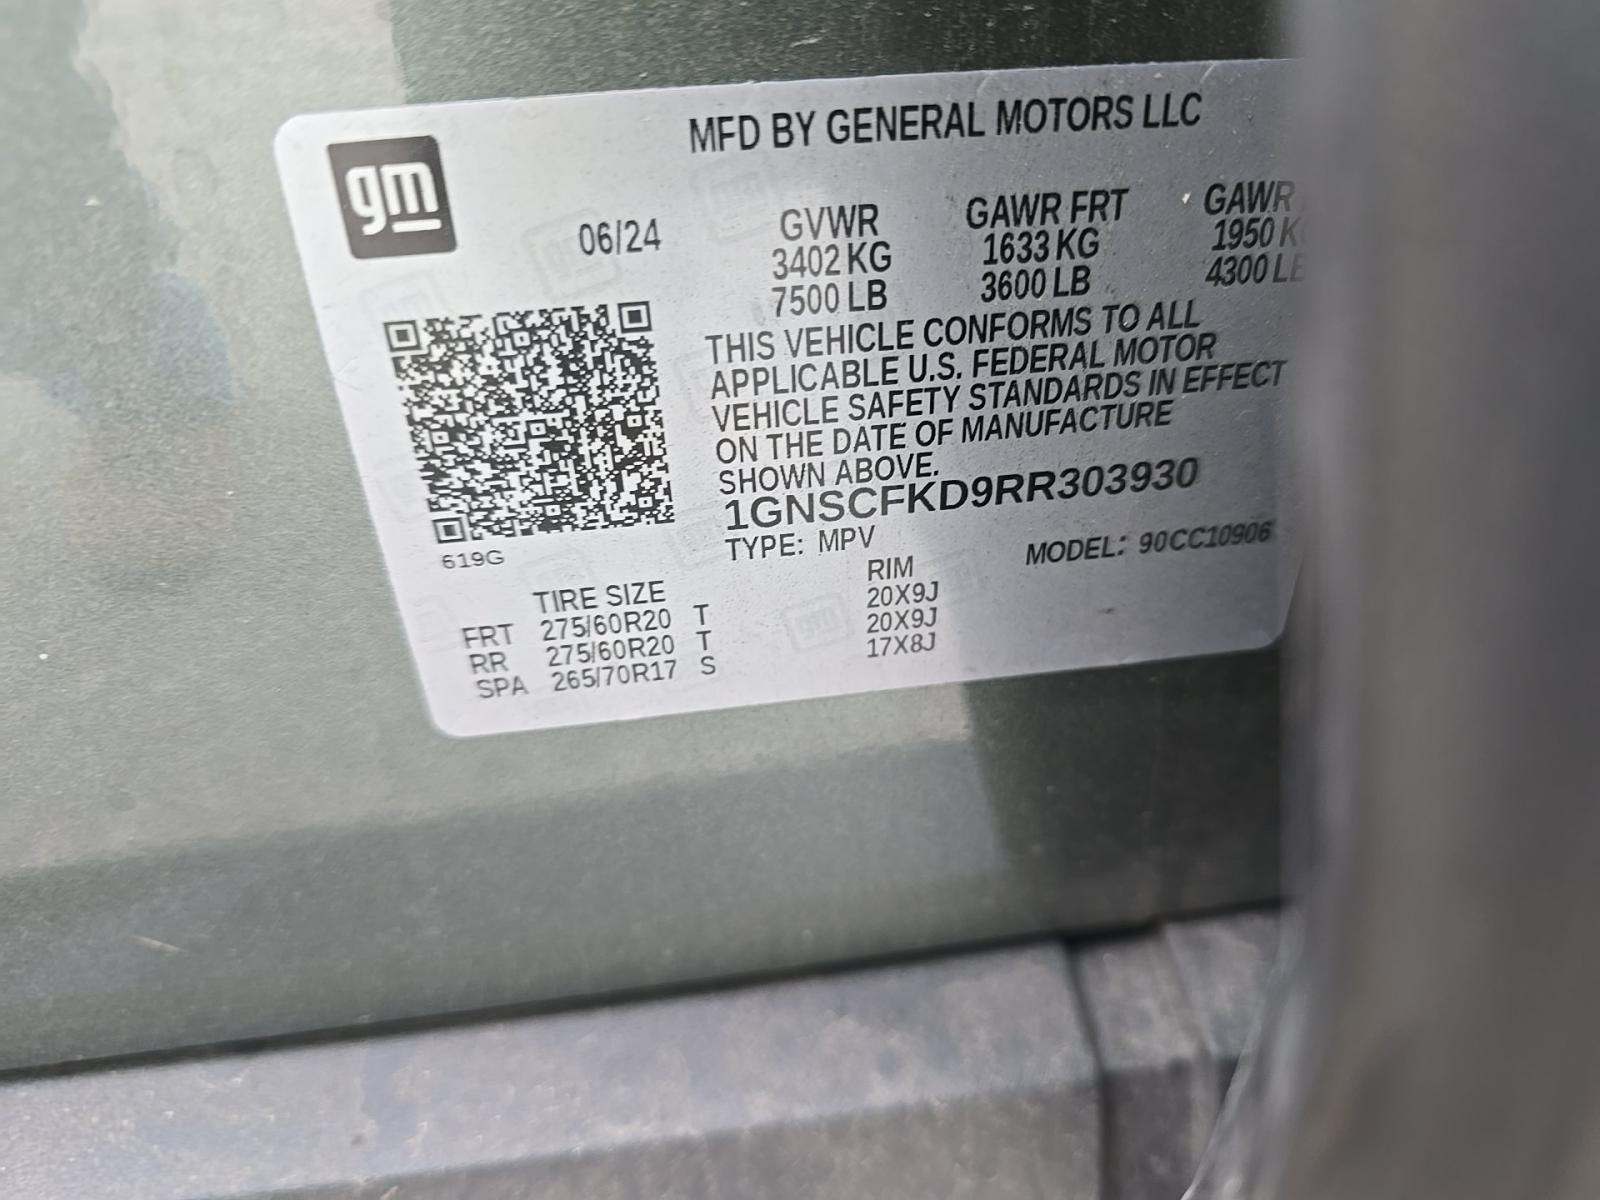 gm
MFD BY GENERAL MOTORS LLC
06/24
GVWR GAWR FRT GAWR
3402 KG 1633 KG 1950 K
7500 LB 3600 LB 4300 LB
THIS VEHICLE CONFORMS TO ALL
APPLICABLE U.S. FEDERAL MOTOR
VEHICLE SAFETY STANDARDS IN EFFECT
ON THE DATE OF MANUFACTURE
SHOWN ABOVE.
1GNSCFKD9RR303930
TYPE: MPV MODEL: 90CC10906
619G
TIRE SIZE RIM
FRT 275/60R20 T 20X9J
RR 275/60R20 T 20X9J
SPA 265/70R17 S 17X8J